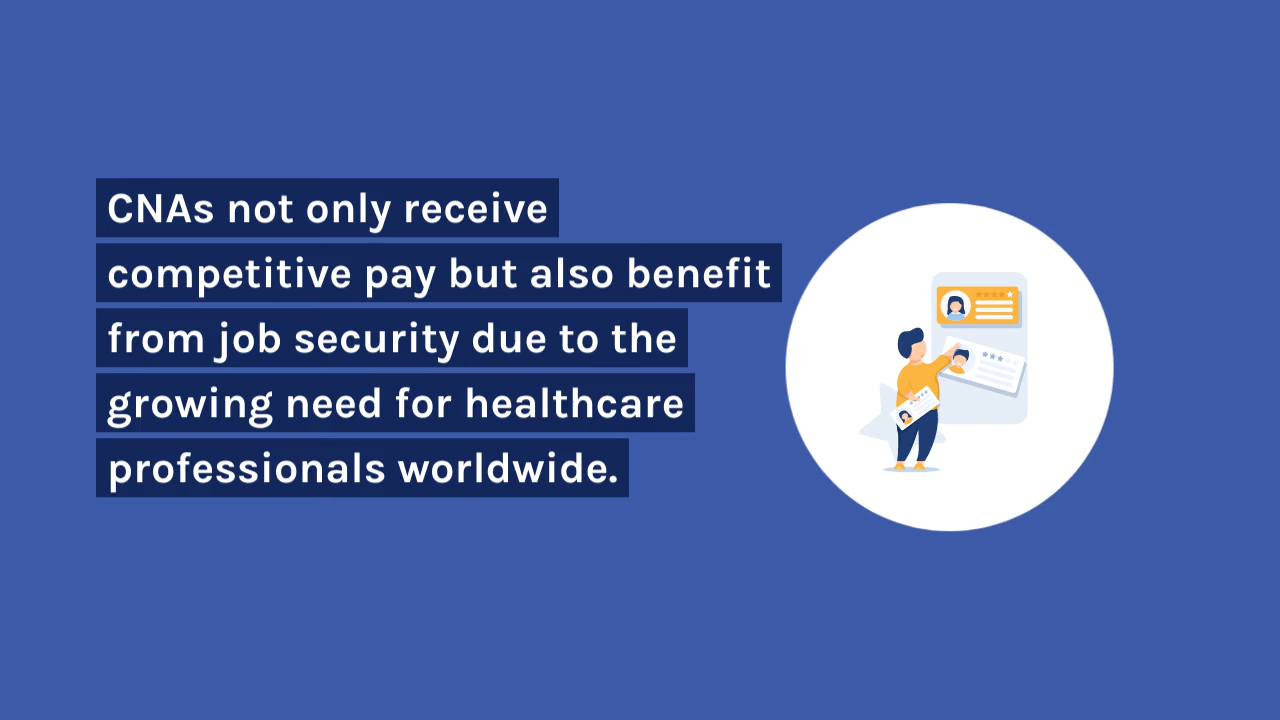 CNAs not only receive
competitive pay but also benefit
from job security due to the
growing need for healthcare
professionals worldwide.